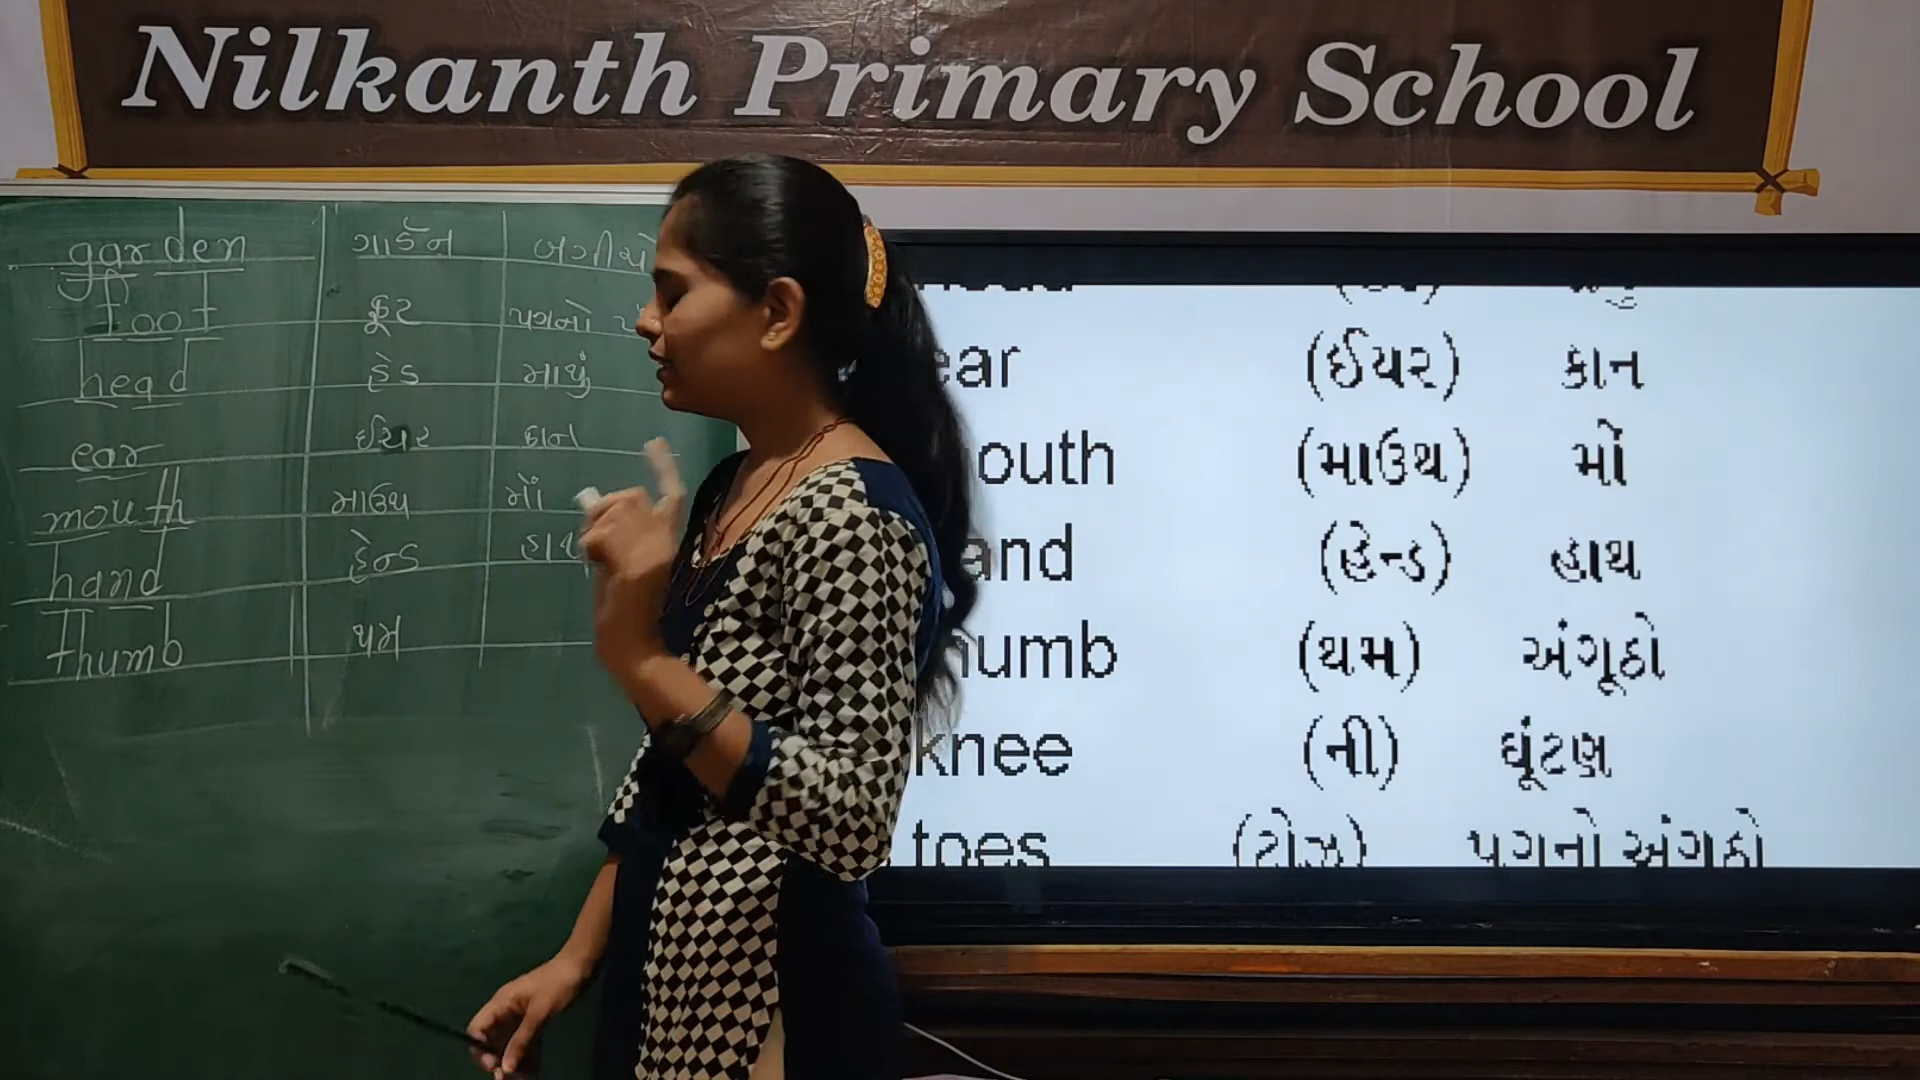 Nilkanth Primary School
garden ગાર્ડન બગીચો
foot ફૂટ પગનો
head હેડ માથું
ear ઈયર કાન
mouth માઉથ મોં
hand હેન્ડ હાથ
thumb થમ
ear (ઈયર) કાન
outh (માઉથ) મોં
and (હેન્ડ) હાથ
humb (થમ) અંગૂઠો
knee (ની) ઘૂંટણ
toes (ટોઝ) પગનો અંગૂઠો